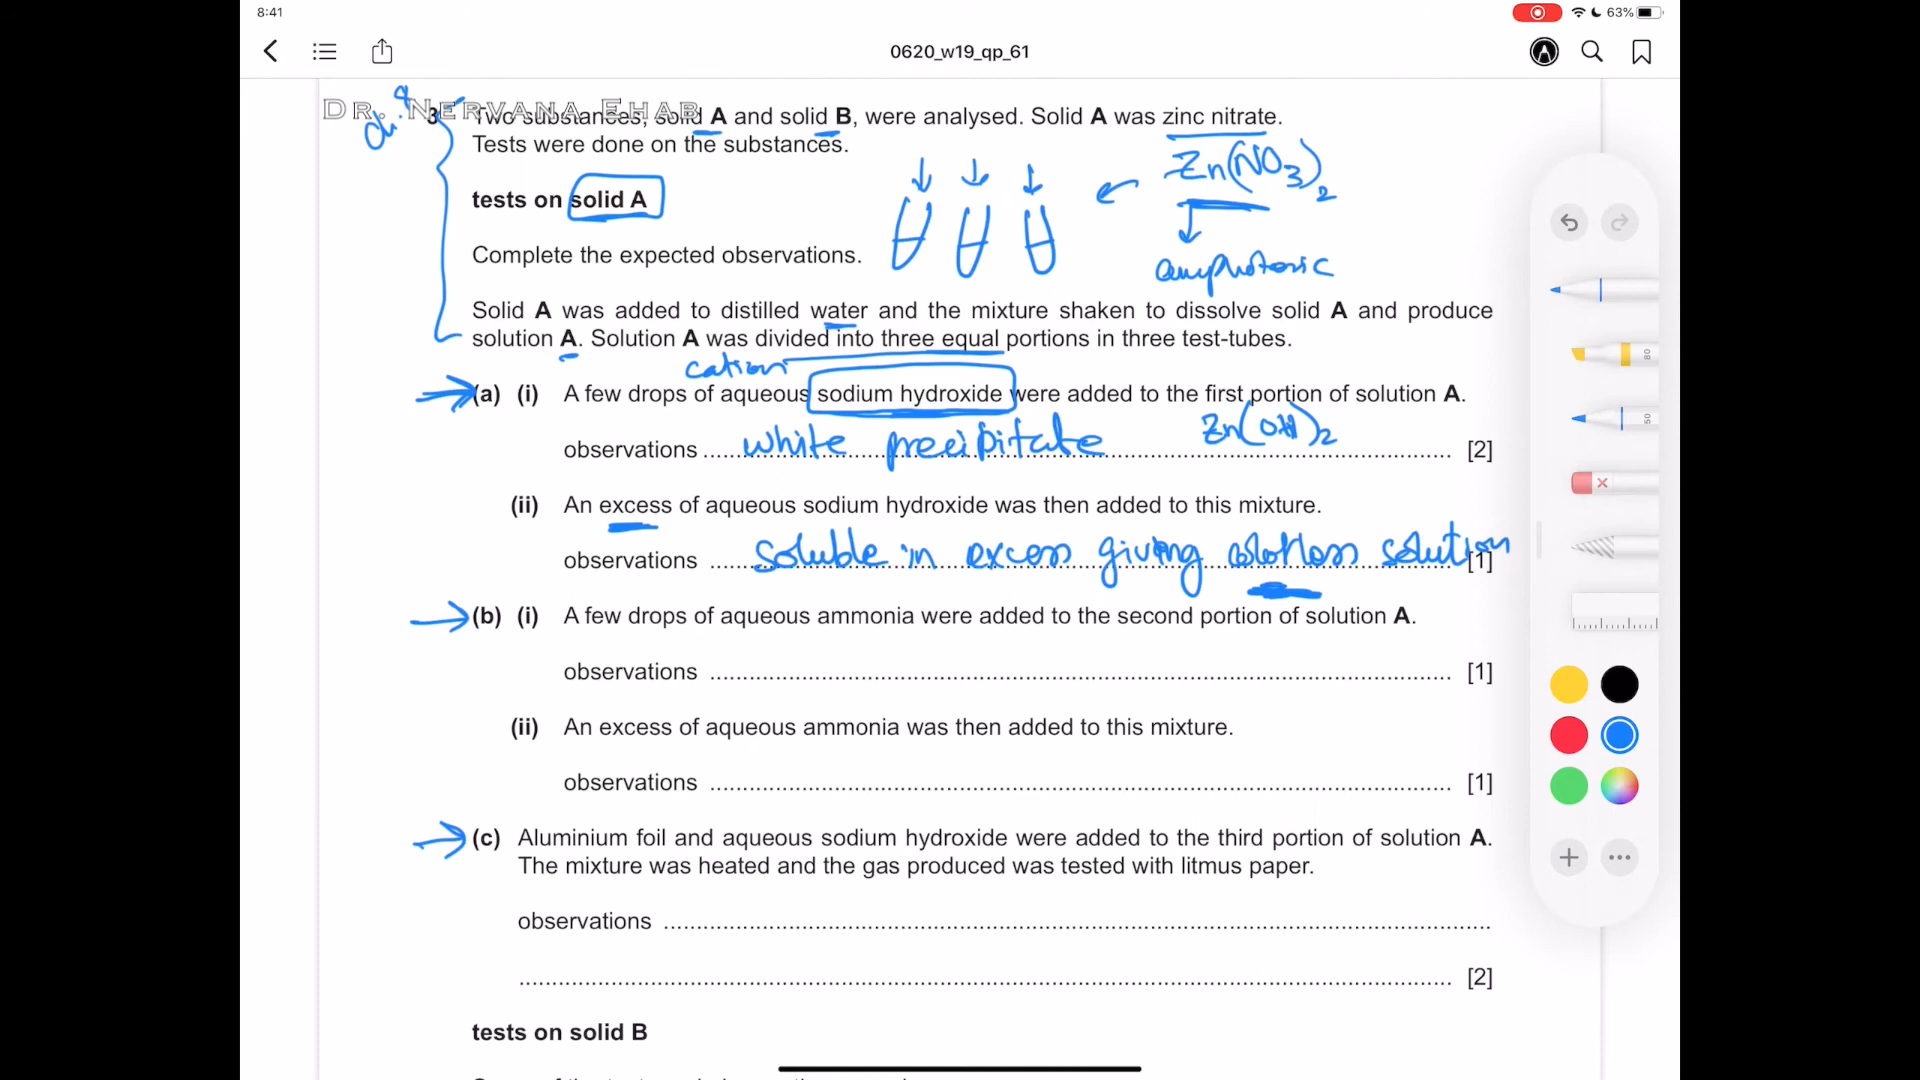 8:41
63%
0620_w19_qp_61
DR. NERVANA EHAB
ch. 8
3 Two substances, solid A and solid B, were analysed. Solid A was zinc nitrate.
Tests were done on the substances.
Zn(NO3)2
tests on solid A
amphoteric
Complete the expected observations.
Solid A was added to distilled water and the mixture shaken to dissolve solid A and produce
solution A. Solution A was divided into three equal portions in three test-tubes.
cation
(a) (i) A few drops of aqueous sodium hydroxide were added to the first portion of solution A.
Zn(OH)2
observations white precipitate [2]
(ii) An excess of aqueous sodium hydroxide was then added to this mixture.
observations soluble in excess giving colorless solution [1]
(b) (i) A few drops of aqueous ammonia were added to the second portion of solution A.
observations [1]
(ii) An excess of aqueous ammonia was then added to this mixture.
observations [1]
(c) Aluminium foil and aqueous sodium hydroxide were added to the third portion of solution A.
The mixture was heated and the gas produced was tested with litmus paper.
observations
[2]
tests on solid B
80
50